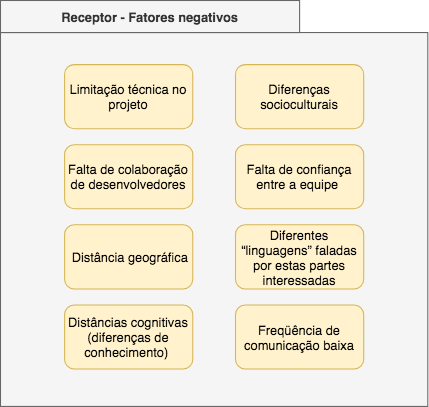 Receptor - Fatores negativos
Limitação técnica no
projeto
Diferenças
socioculturais
Falta de colaboração
de desenvolvedores
Falta de confiança
entre a equipe
Distância geográfica
Diferentes
“linguagens” faladas
por estas partes
interessadas
Distâncias cognitivas
(diferenças de
conhecimento)
Freqüência de
comunicação baixa